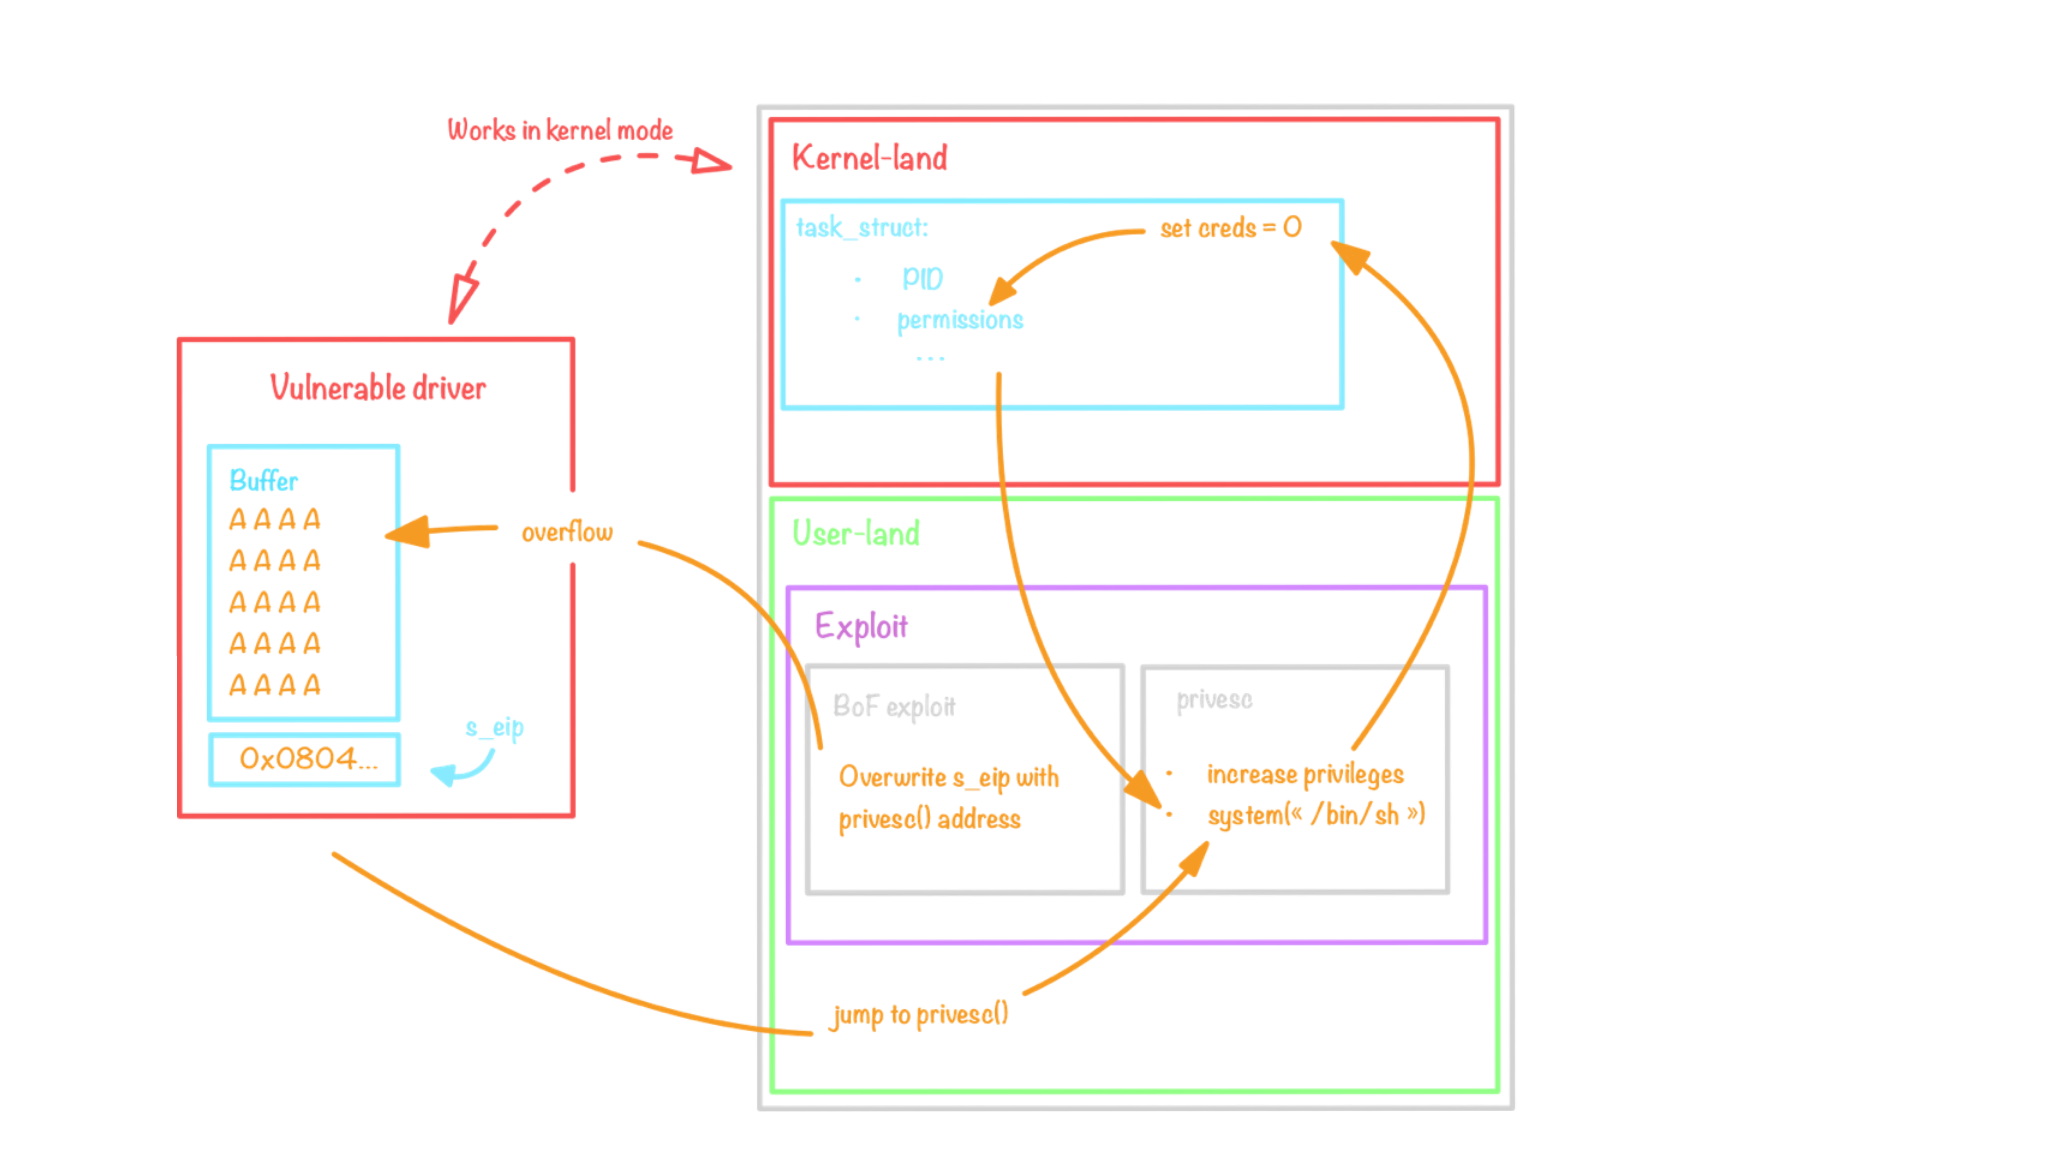 Works in kernel mode
Kernel-land
task_struct:
set creds = 0
• PID
• permissions
...
Vulnerable driver
Buffer
A A A A
A A A A
A A A A
A A A A
A A A A
overflow
s_eip
0x0804...
User-land
Exploit
BoF exploit
Overwrite s_eip with
privesc() address
privesc
• increase privileges
• system(« /bin/sh »)
jump to privesc()